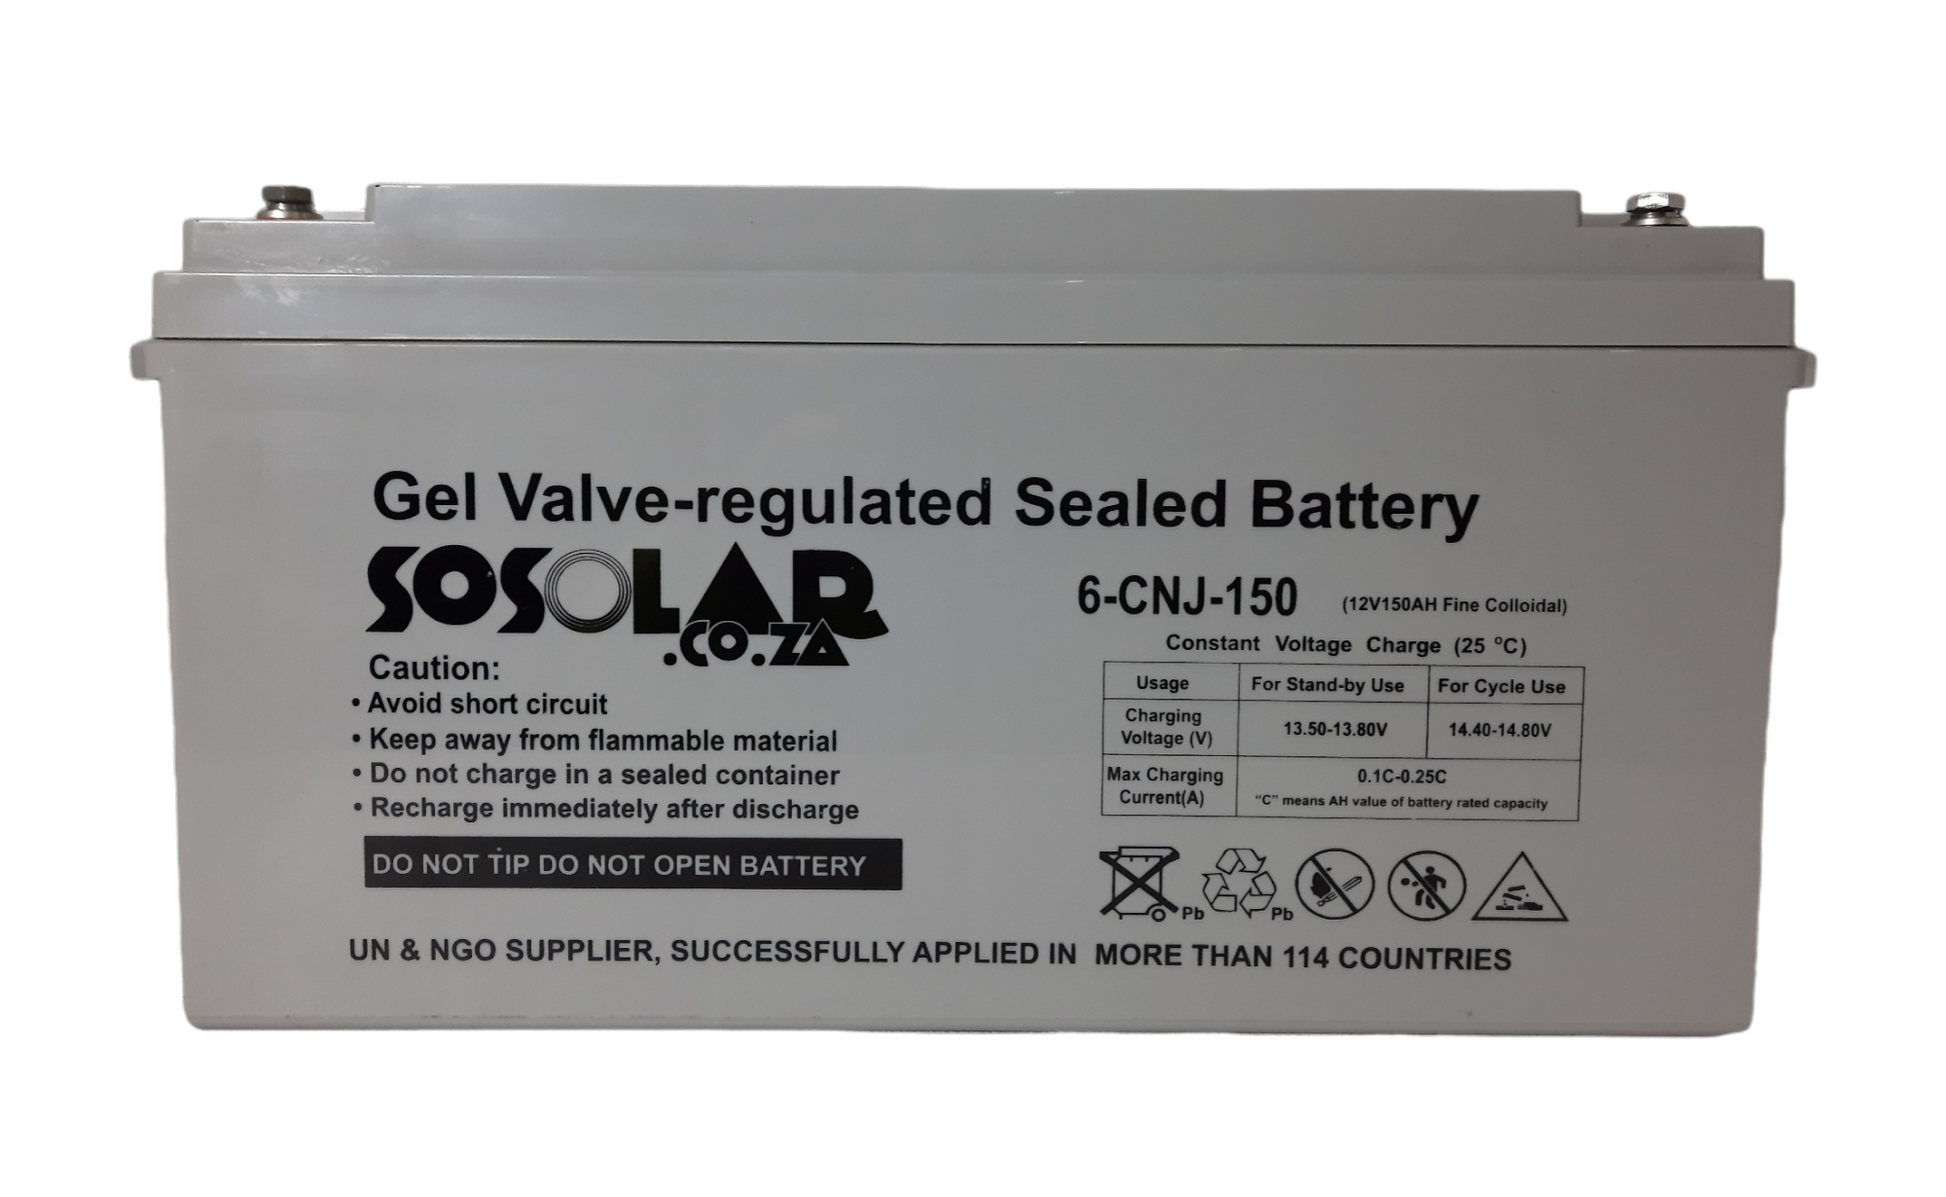 Gel Valve-regulated Sealed Battery
SOSOLAR
.CO.ZA
6-CNJ-150 (12V150AH Fine Colloidal)
Constant Voltage Charge (25 °C)
Usage For Stand-by Use For Cycle Use
Charging Voltage (V) 13.50-13.80V 14.40-14.80V
Max Charging Current(A) 0.1C-0.25C
"C" means AH value of battery rated capacity
Caution:
• Avoid short circuit
• Keep away from flammable material
• Do not charge in a sealed container
• Recharge immediately after discharge
DO NOT TIP DO NOT OPEN BATTERY
Pb Pb
UN & NGO SUPPLIER, SUCCESSFULLY APPLIED IN MORE THAN 114 COUNTRIES